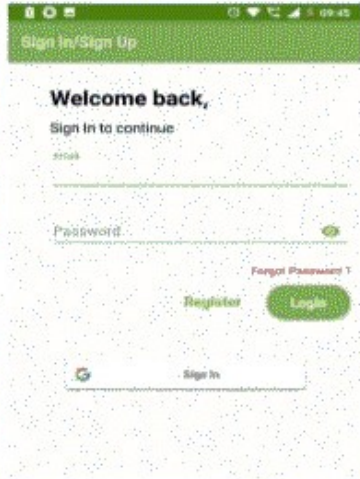 09:45
Sign In/Sign Up
Welcome back,
Sign In to continue
Email
Password
Forgot Password ?
Register Login
Sign In